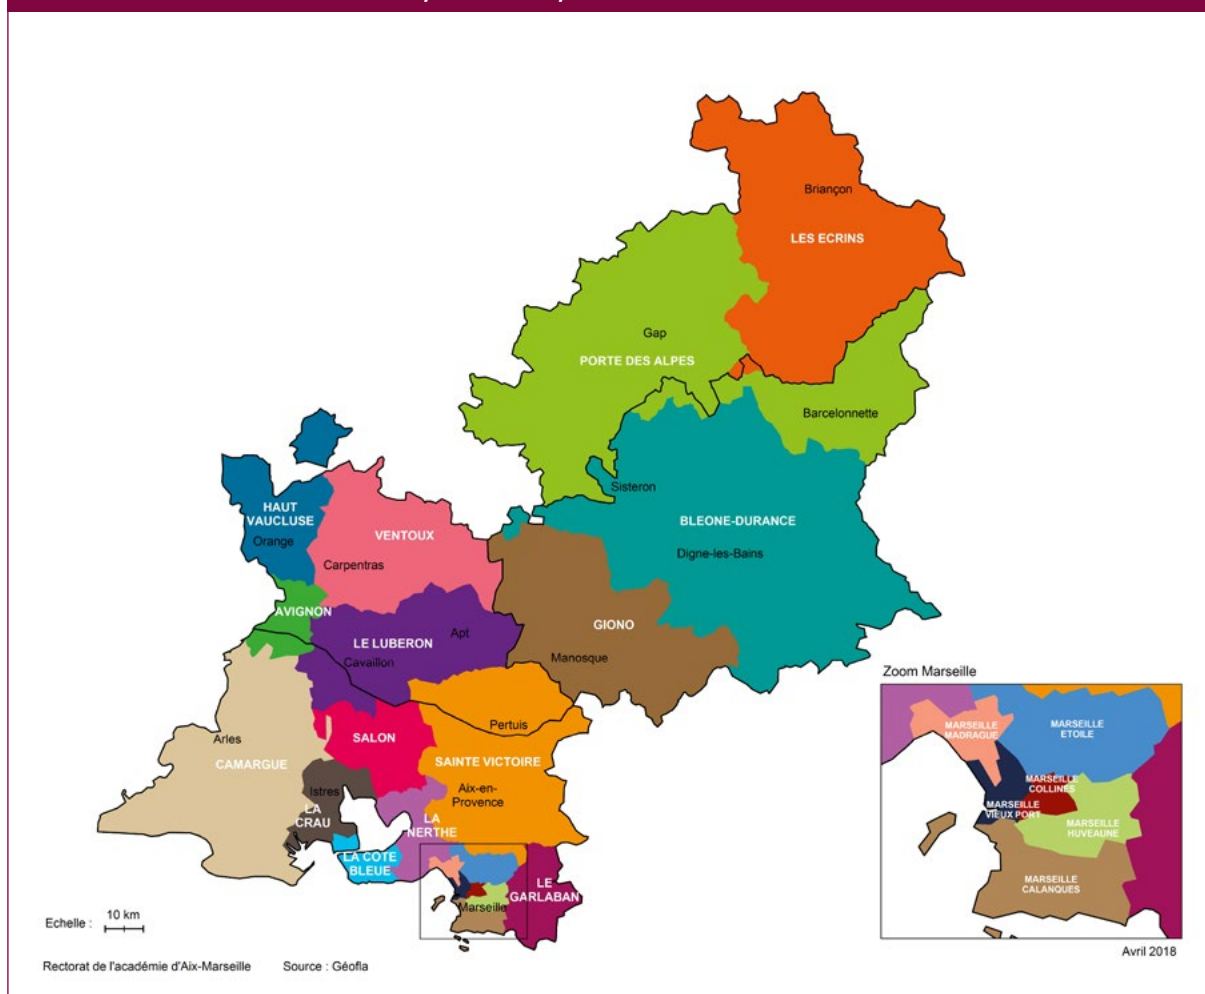 Briançon
LES ECRINS
Gap
PORTE DES ALPES
Barcelonnette
Sisteron
HAUT
VAUCLUSE
Orange
VENTOUX
BLEONE-DURANCE
Carpentras
Digne-les-Bains
AVIGNON
GIONO
LE LUBERON
Apt
Cavaillon
Manosque
Pertuis
Arles
SALON
CAMARGUE
SAINTE VICTOIRE
Istres
Aix-en-
Provence
LA
CRAU
LA
NERTHE
LA COTE
BLEUE
LE
GARLABAN
Marseille
Zoom Marseille
MARSEILLE
MADRAGUE
MARSEILLE
ETOILE
MARSEILLE
COLLINES
MARSEILLE
VIEUX PORT
MARSEILLE
HUVEAUNE
MARSEILLE
CALANQUES
Echelle :
10 km
Avril 2018
Rectorat de l'académie d'Aix-Marseille
Source : Géofla